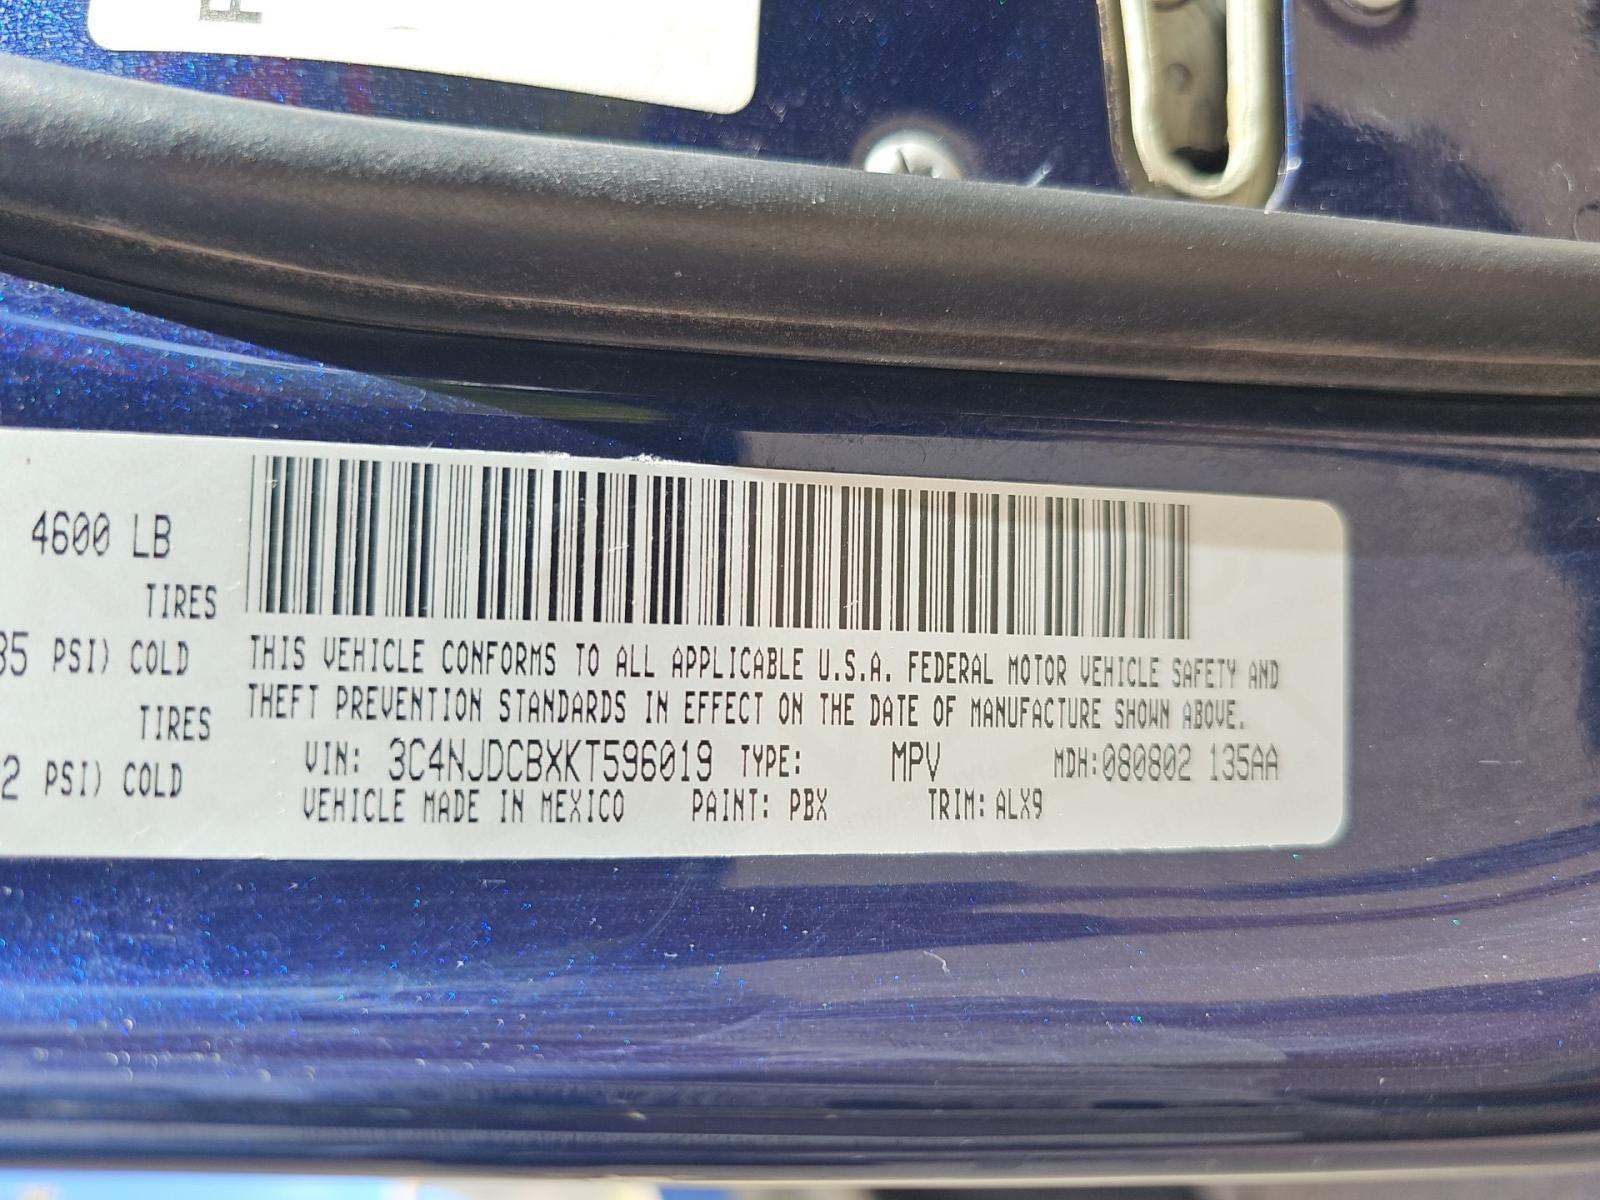 4600 LB
TIRES
35 PSI) COLD
TIRES
2 PSI) COLD
THIS VEHICLE CONFORMS TO ALL APPLICABLE U.S.A. FEDERAL MOTOR VEHICLE SAFETY AND
THEFT PREVENTION STANDARDS IN EFFECT ON THE DATE OF MANUFACTURE SHOWN ABOVE.
VIN: 3C4NJDCBXKT596019 TYPE: MPV MDH:080802 135AA
VEHICLE MADE IN MEXICO PAINT: PBX TRIM: ALX9